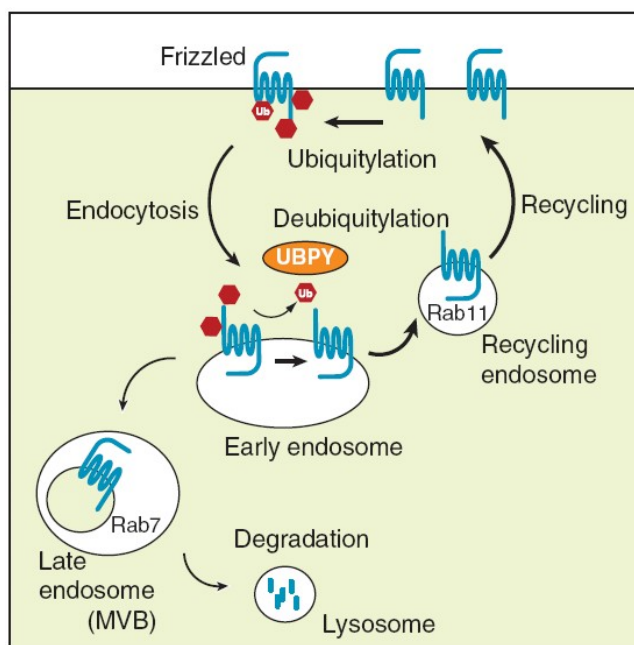 Frizzled
Ub
Ubiquitylation
Endocytosis
Deubiquitylation
Recycling
UBPY
Ub
Rab11
Recycling
endosome
Early endosome
Rab7
Late
endosome
(MVB)
Degradation
Lysosome